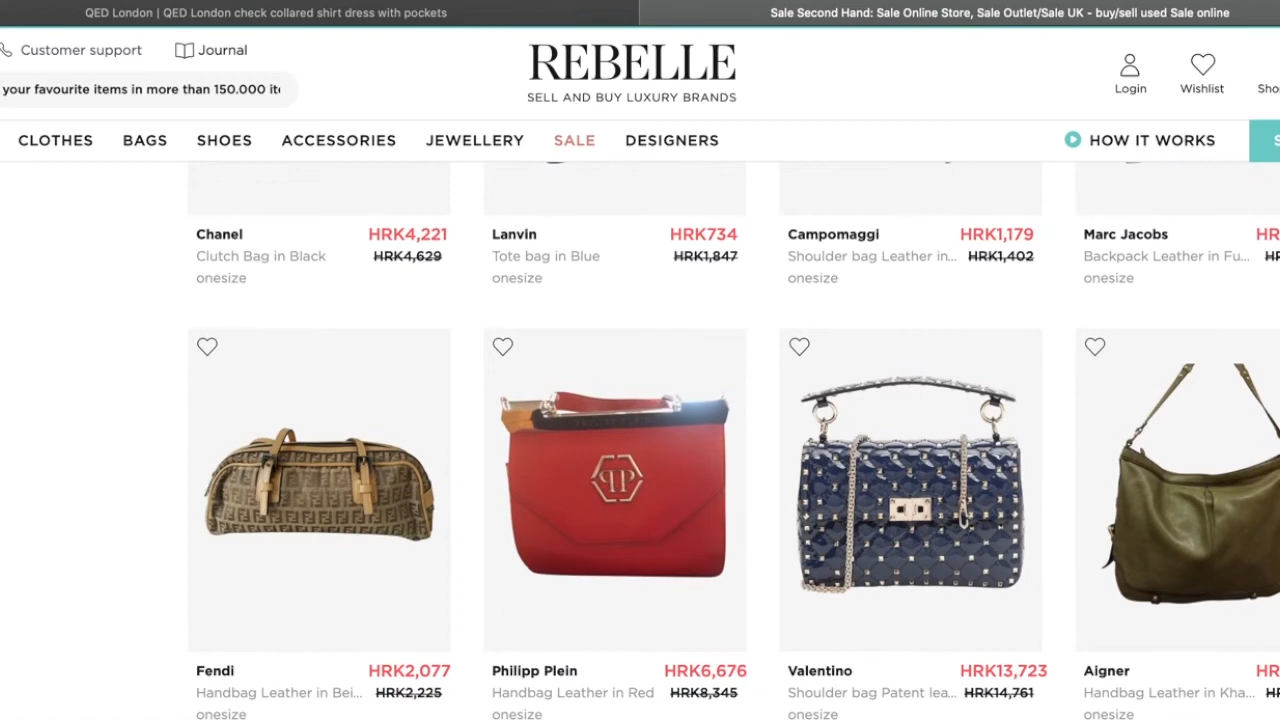 QED London | QED London check collared shirt dress with pockets
Sale Second Hand: Sale Online Store, Sale Outlet/Sale UK - buy/sell used Sale online
Customer support
Journal
REBELLE
SELL AND BUY LUXURY BRANDS
Login
Wishlist
your favourite items in more than 150.000
CLOTHES BAGS SHOES ACCESSORIES JEWELLERY SALE DESIGNERS HOW IT WORKS
Chanel HRK4,221
Clutch Bag in Black HRK4,629
onesize
Lanvin HRK734
Tote bag in Blue HRK1,847
onesize
Campomaggi HRK1,179
Shoulder bag Leather in... HRK1,402
onesize
Marc Jacobs HR
Backpack Leather in Fu...
onesize
Fendi HRK2,077
Handbag Leather in Bei... HRK2,225
onesize
Philipp Plein HRK6,676
Handbag Leather in Red HRK8,345
onesize
Valentino HRK13,723
Shoulder bag Patent lea... HRK14,761
onesize
Aigner HR
Handbag Leather in Kha...
onesize